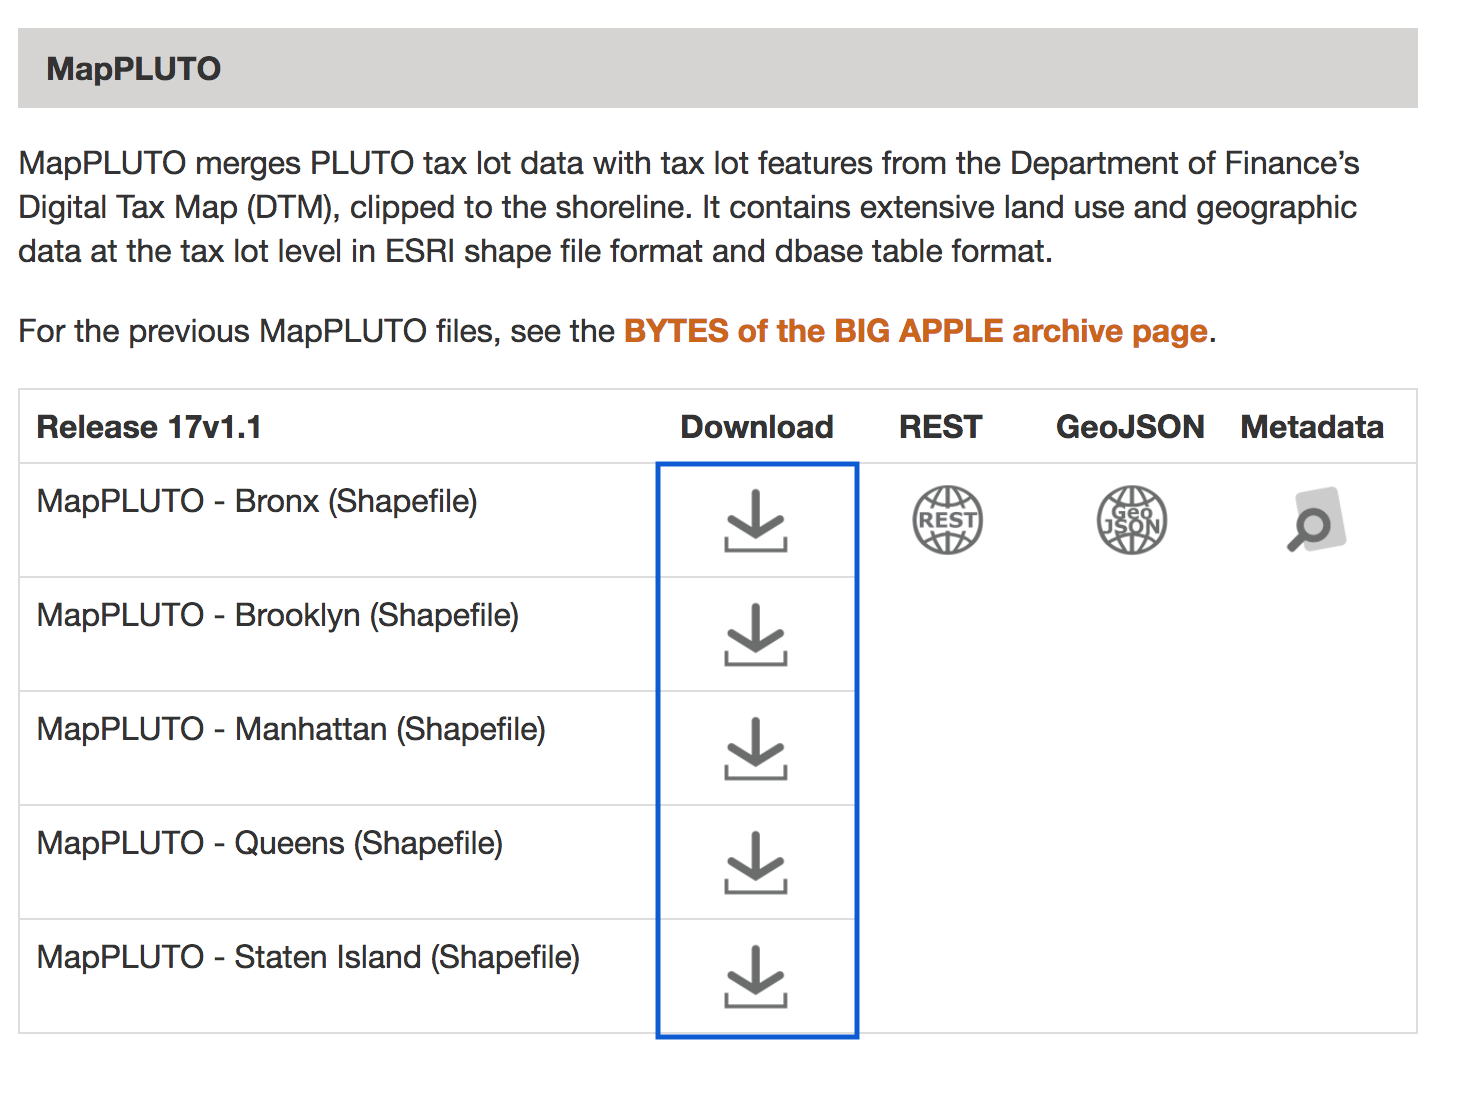 MapPLUTO
MapPLUTO merges PLUTO tax lot data with tax lot features from the Department of Finance’s
Digital Tax Map (DTM), clipped to the shoreline. It contains extensive land use and geographic
data at the tax lot level in ESRI shape file format and dbase table format.
For the previous MapPLUTO files, see the BYTES of the BIG APPLE archive page.
Release 17v1.1 Download REST GeoJSON Metadata
MapPLUTO - Bronx (Shapefile)
REST
Geo
JSON
MapPLUTO - Brooklyn (Shapefile)
MapPLUTO - Manhattan (Shapefile)
MapPLUTO - Queens (Shapefile)
MapPLUTO - Staten Island (Shapefile)